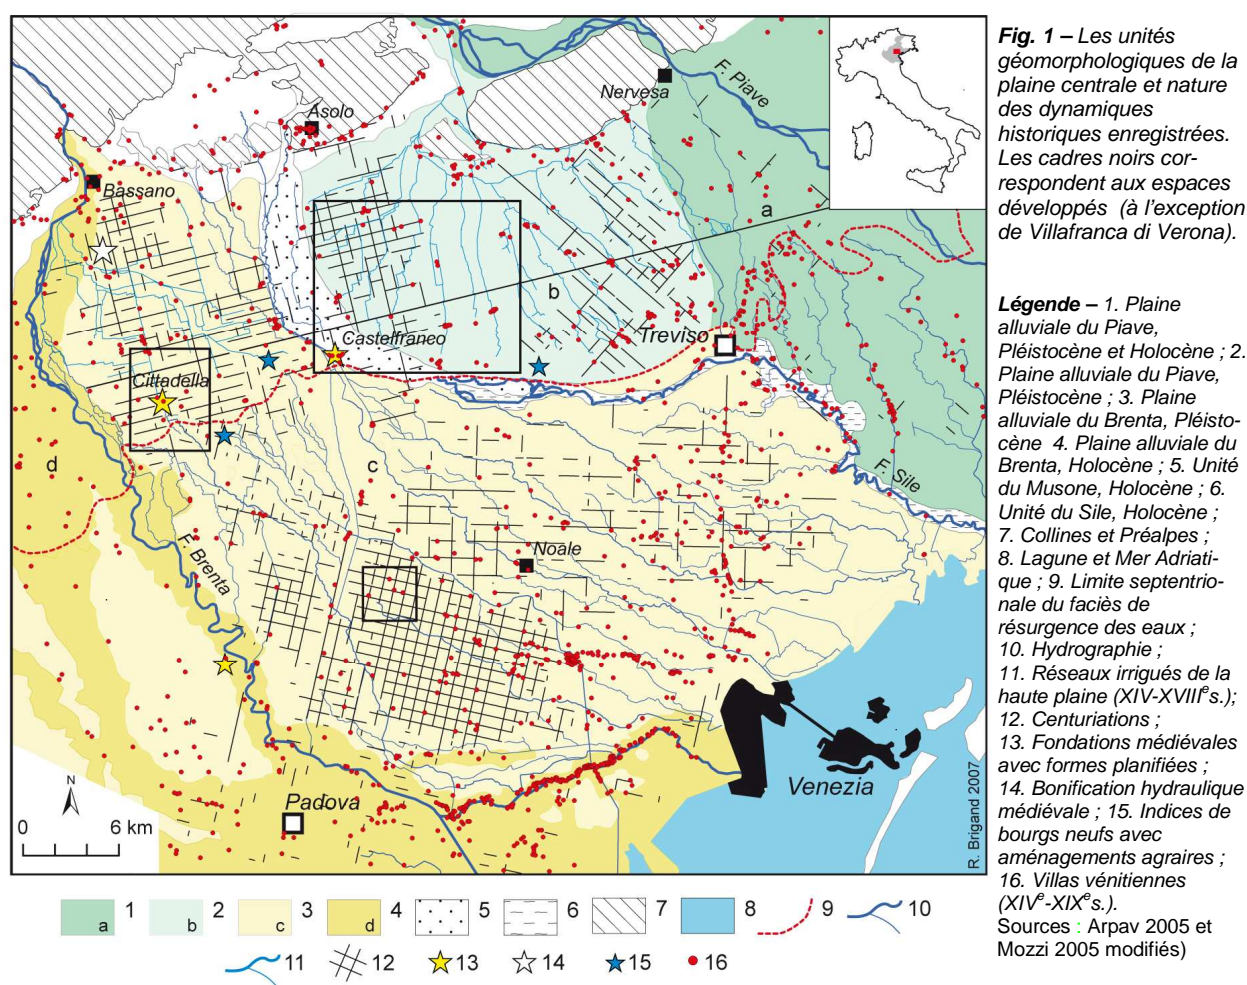 Fig. 1 – Les unités
géomorphologiques de la
plaine centrale et nature
des dynamiques
historiques enregistrées.
Les cadres noirs cor-
respondent aux espaces
développés (à l'exception
de Villafranca di Verona).
Légende – 1. Plaine
alluviale du Piave,
Pléistocène et Holocène ; 2.
Plaine alluviale du Piave,
Pléistocène ; 3. Plaine
alluviale du Brenta, Pléisto-
cène 4. Plaine alluviale du
Brenta, Holocène ; 5. Unité
du Musone, Holocène ; 6.
Unité du Sile, Holocène ;
7. Collines et Préalpes ;
8. Lagune et Mer Adriati-
que ; 9. Limite septentrio-
nale du faciès de
résurgence des eaux ;
10. Hydrographie ;
11. Réseaux irrigués de la
haute plaine (XIV-XVIIIes.);
12. Centuriations ;
13. Fondations médiévales
avec formes planifiées ;
14. Bonification hydraulique
médiévale ; 15. Indices de
bourgs neufs avec
aménagements agraires ;
16. Villas vénitiennes
(XIVe-XIXes.).
Sources : Arpav 2005 et
Mozzi 2005 modifiés)
F. Piave
Nervesa
Asolo
Bassano
a
b
Treviso
Castelfranco
Cittadella
d
c
F. Sile
F. Brenta
Noale
Venezia
Padova
N
0 6 km
R. Brigand 2007
a 1 b 2 c 3 d 4 5 6 7 8 9 10
11 12 13 14 15 16